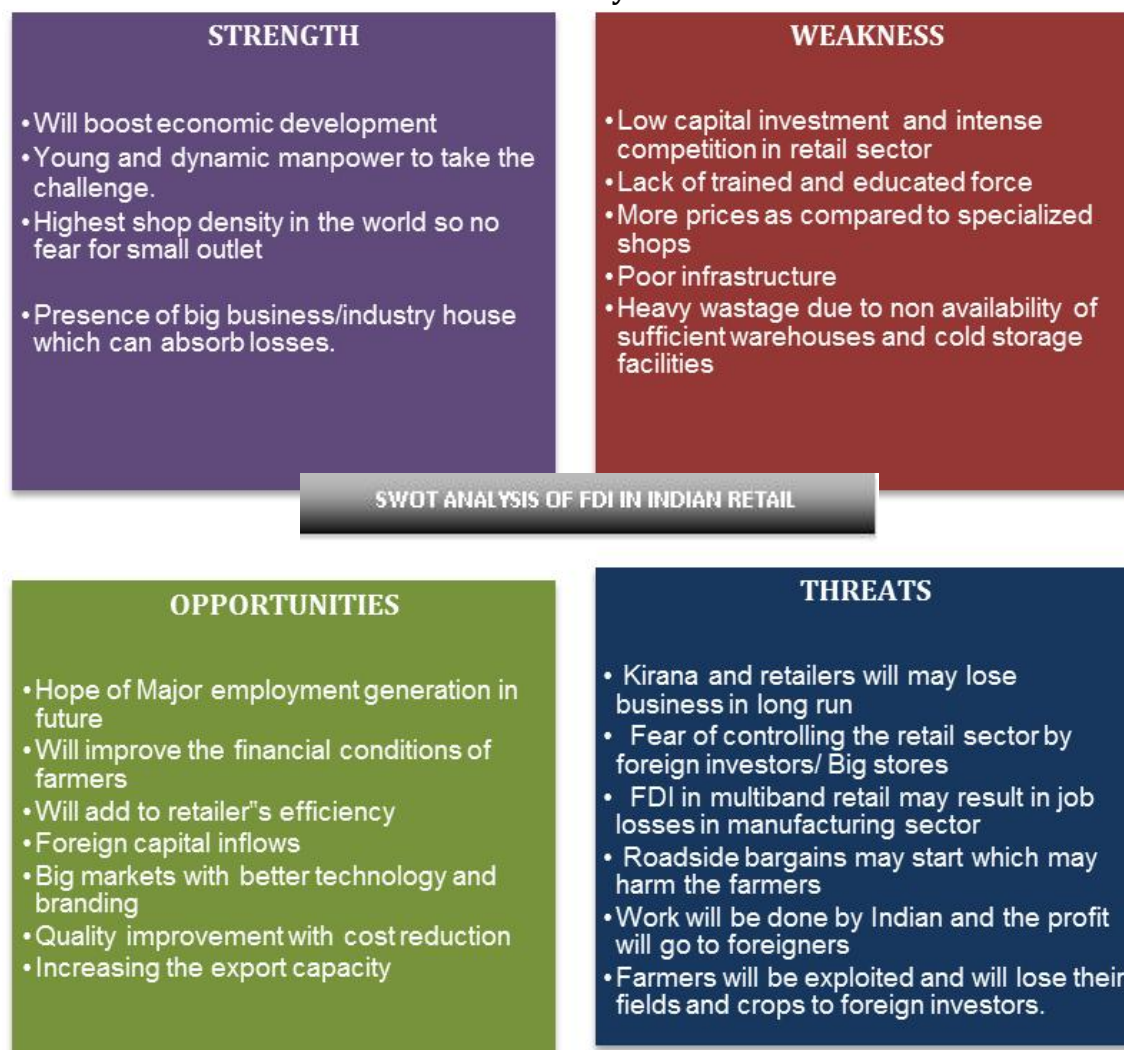 STRENGTH
•Will boost economic development
•Young and dynamic manpower to take the
challenge.
•Highest shop density in the world so no
fear for small outlet
•Presence of big business/industry house
which can absorb losses.
WEAKNESS
•Low capital investment and intense
competition in retail sector
•Lack of trained and educated force
•More prices as compared to specialized
shops
•Poor infrastructure
•Heavy wastage due to non availability of
sufficient warehouses and cold storage
facilities
SWOT ANALYSIS OF FDI IN INDIAN RETAIL
OPPORTUNITIES
•Hope of Major employment generation in
future
•Will improve the financial conditions of
farmers
•Will add to retailer"s efficiency
•Foreign capital inflows
•Big markets with better technology and
branding
•Quality improvement with cost reduction
•Increasing the export capacity
THREATS
• Kirana and retailers will may lose
business in long run
• Fear of controlling the retail sector by
foreign investors/ Big stores
• FDI in multiband retail may result in job
losses in manufacturing sector
• Roadside bargains may start which may
harm the farmers
•Work will be done by Indian and the profit
will go to foreigners
•Farmers will be exploited and will lose their
fields and crops to foreign investors.